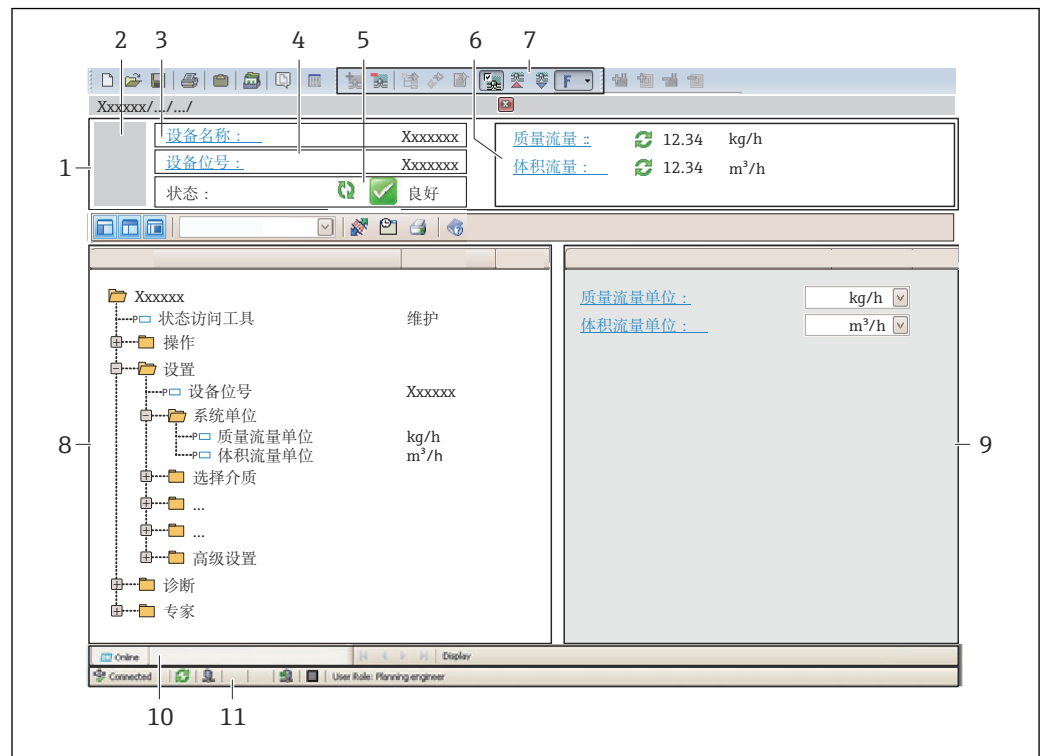 2 3 4 5 6 7
F
Xxxxxx/.../.../
1
设备名称： Xxxxxxx
设备位号： Xxxxxxx
状态： 良好
质量流量 :: 12.34 kg/h
体积流量： 12.34 m³/h
Xxxxxx
P 状态访问工具 维护
操作
设置
P 设备位号 Xxxxxx
系统单位
P 质量流量单位 kg/h
P 体积流量单位 m³/h
选择介质
...
...
高级设置
诊断
专家
8
质量流量单位： kg/h
体积流量单位： m³/h
9
Online Display
Connected User Role: Planning engineer
10 11